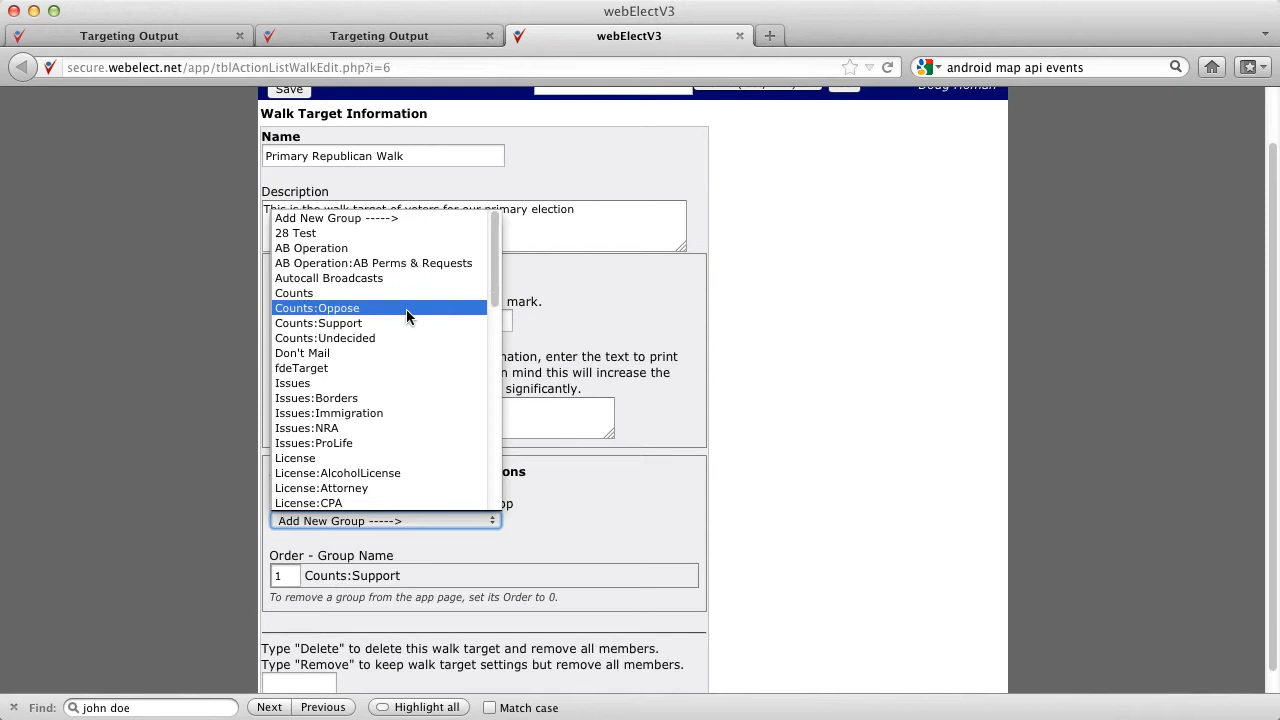 webElectV3
Targeting Output
Targeting Output
webElectV3
secure.webelect.net/app/tblActionListWalkEdit.php?i=6
android map api events
Save
Doug Homan
Walk Target Information
Name
Primary Republican Walk
Description
This is the walk target of voters for our primary election
Add New Group ----->
28 Test
AB Operation
AB Operation:AB Perms & Requests
Autocall Broadcasts
Counts
mark.
Counts:Oppose
Counts:Support
Counts:Undecided
Don't Mail
nation, enter the text to print
fdeTarget
n mind this will increase the
Issues
significantly.
Issues:Borders
Issues:Immigration
Issues:NRA
Issues:ProLife
License
License:AlcoholLicense
ons
License:Attorney
License:CPA
pp
Add New Group ----->
Order - Group Name
1 Counts:Support
To remove a group from the app page, set its Order to 0.
Type "Delete" to delete this walk target and remove all members.
Type "Remove" to keep walk target settings but remove all members.
Find: john doe Next Previous Highlight all Match case